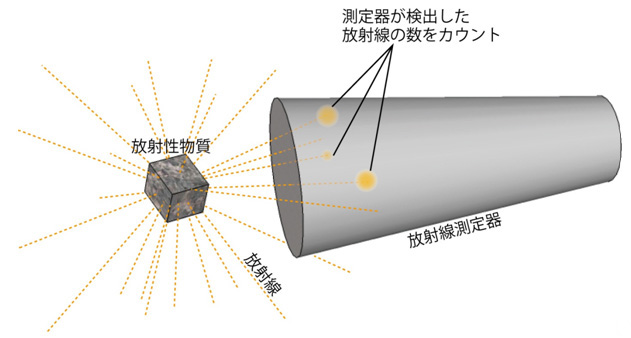 測定器が検出した
放射線の数をカウント
放射性物質
放射線測定器
放射線